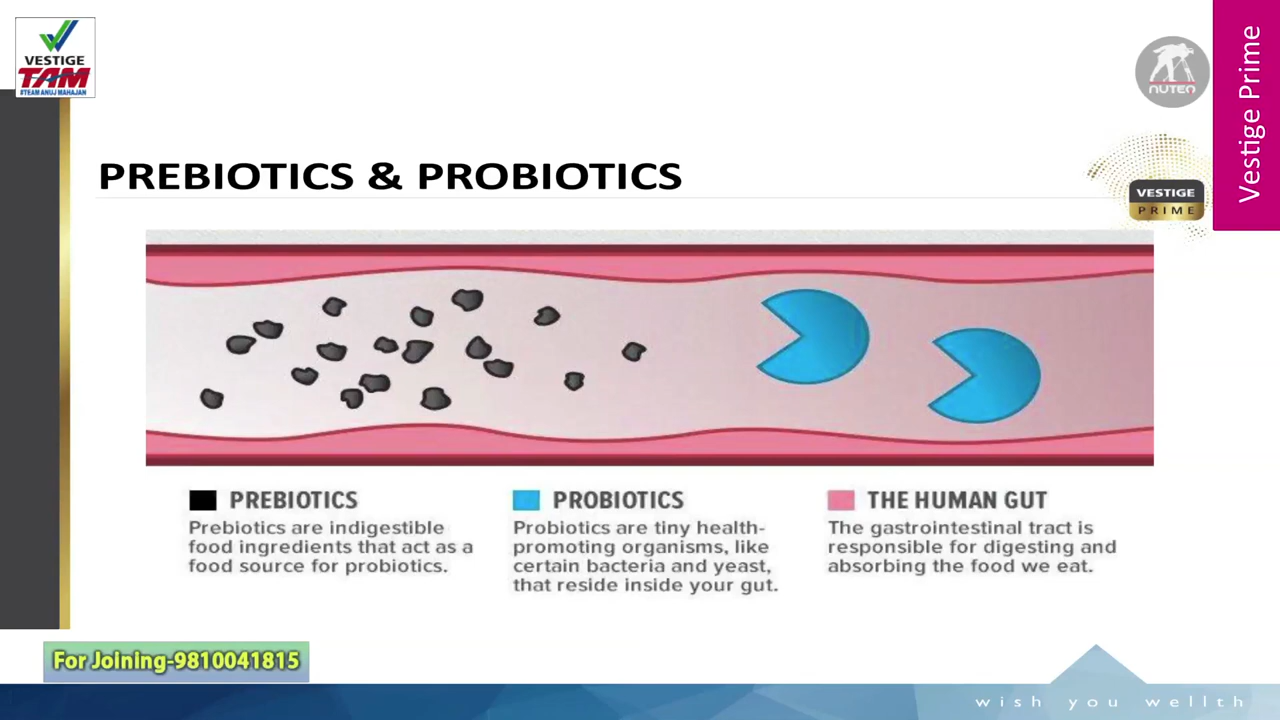 VESTIGE
TAM
#TEAM ANUJ MAHAJAN
NUTEQ
Vestige Prime
PREBIOTICS & PROBIOTICS
VESTIGE
PRIME
PREBIOTICS
Prebiotics are indigestible
food ingredients that act as a
food source for probiotics.
PROBIOTICS
Probiotics are tiny health-
promoting organisms, like
certain bacteria and yeast,
that reside inside your gut.
THE HUMAN GUT
The gastrointestinal tract is
responsible for digesting and
absorbing the food we eat.
For Joining-9810041815
wish you wellth